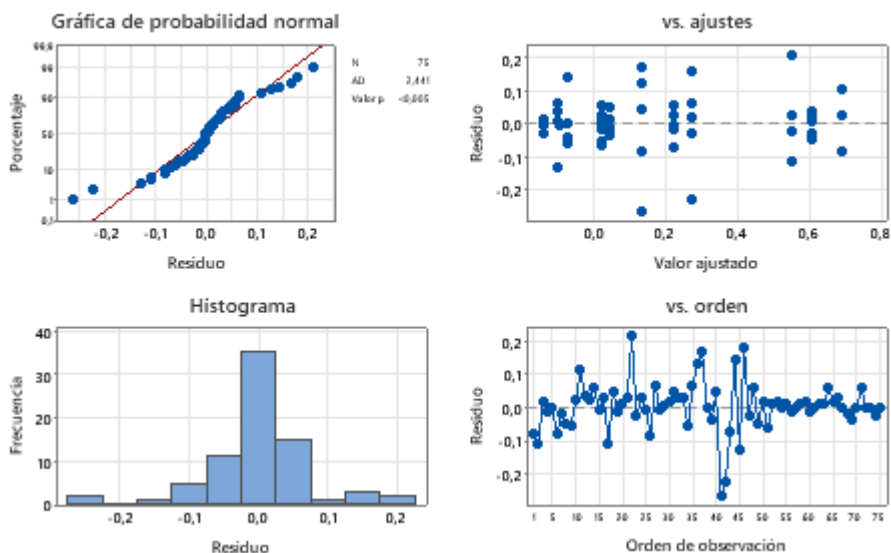 Gráfica de probabilidad normal
99,9
99
90
50
10
1
0,1
Porcentaje
-0,2 -0,1 0,0 0,1 0,2
Residuo
N 75
AD 2,441
Valor p <0,005
vs. ajustes
0,2
0,1
0,0
-0,1
-0,2
Residuo
0,0 0,2 0,4 0,6 0,8
Valor ajustado
Histograma
40
30
20
10
0
Frecuencia
-0,2 -0,1 0,0 0,1 0,2
Residuo
vs. orden
0,2
0,1
0,0
-0,1
-0,2
Residuo
1 5 10 15 20 25 30 35 40 45 50 55 60 65 70 75
Orden de observación